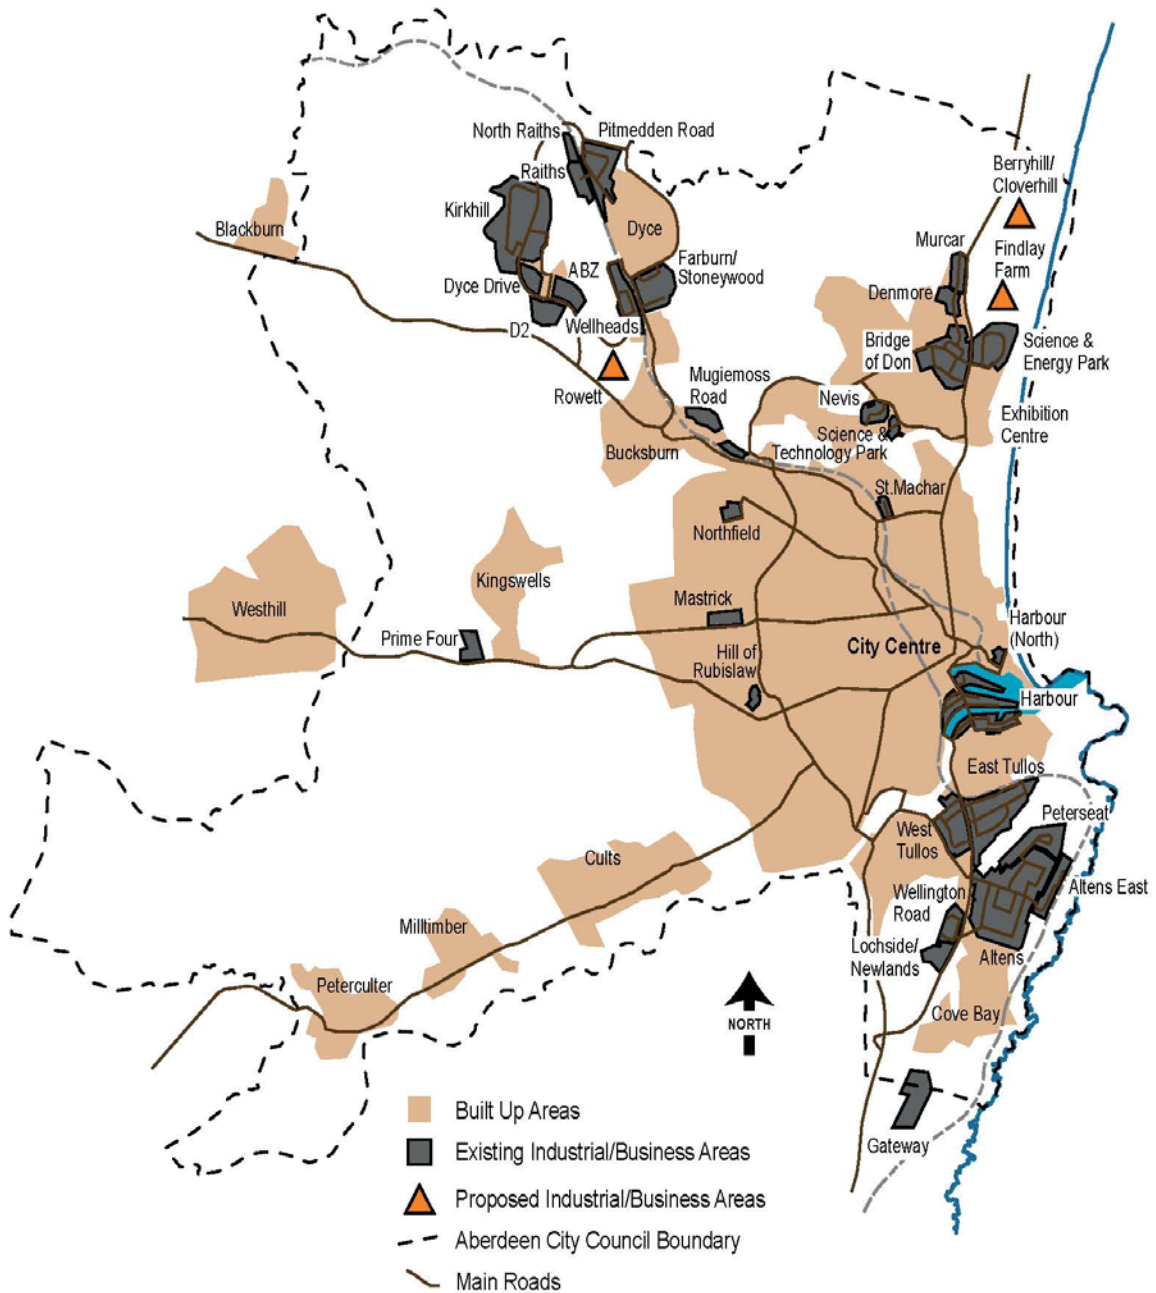 North Raiths
Pitmedden Road
Raiths
Berryhill/
Cloverhill
Kirkhill
Blackburn
Dyce
Murcar
Findlay
Farm
ABZ
Farburn/
Stoneywood
Dyce Drive
Denmore
D2
Wellheads
Bridge
of Don
Science &
Energy Park
Rowett
Mugiemoss
Road
Nevis
Exhibition
Centre
Bucksburn
Science &
Technology Park
St.Machar
Northfield
Kingswells
Westhill
Mastrick
Prime Four
Hill of
Rubislaw
City Centre
Harbour
(North)
Harbour
East Tullos
Peterseat
West
Tullos
Cults
Wellington
Road
Altens East
Milltimber
Lochside/
Newlands
Altens
Peterculter
Cove Bay
NORTH
Gateway
Built Up Areas
Existing Industrial/Business Areas
Proposed Industrial/Business Areas
Aberdeen City Council Boundary
Main Roads